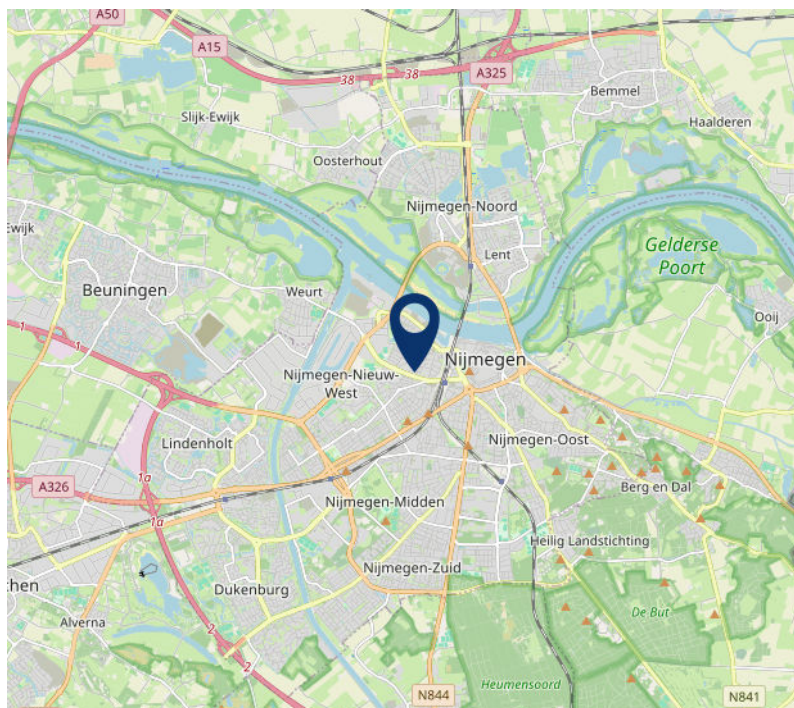 A50
A15
38
38
A325
Bemmel
Slijk-Ewijk
Haalderen
Oosterhout
Nijmegen-Noord
Ewijk
Lent
Gelderse
Poort
Beuningen
Weurt
Ooij
1
1
Nijmegen
Nijmegen-Nieuw-
West
Lindenholt
Nijmegen-Oost
1a
A326
Berg en Dal
Nijmegen-Midden
1a
Heilig Landstichting
Nijmegen-Zuid
chen
Dukenburg
De But
Alverna
2
2
Heumensoord
N844
N841